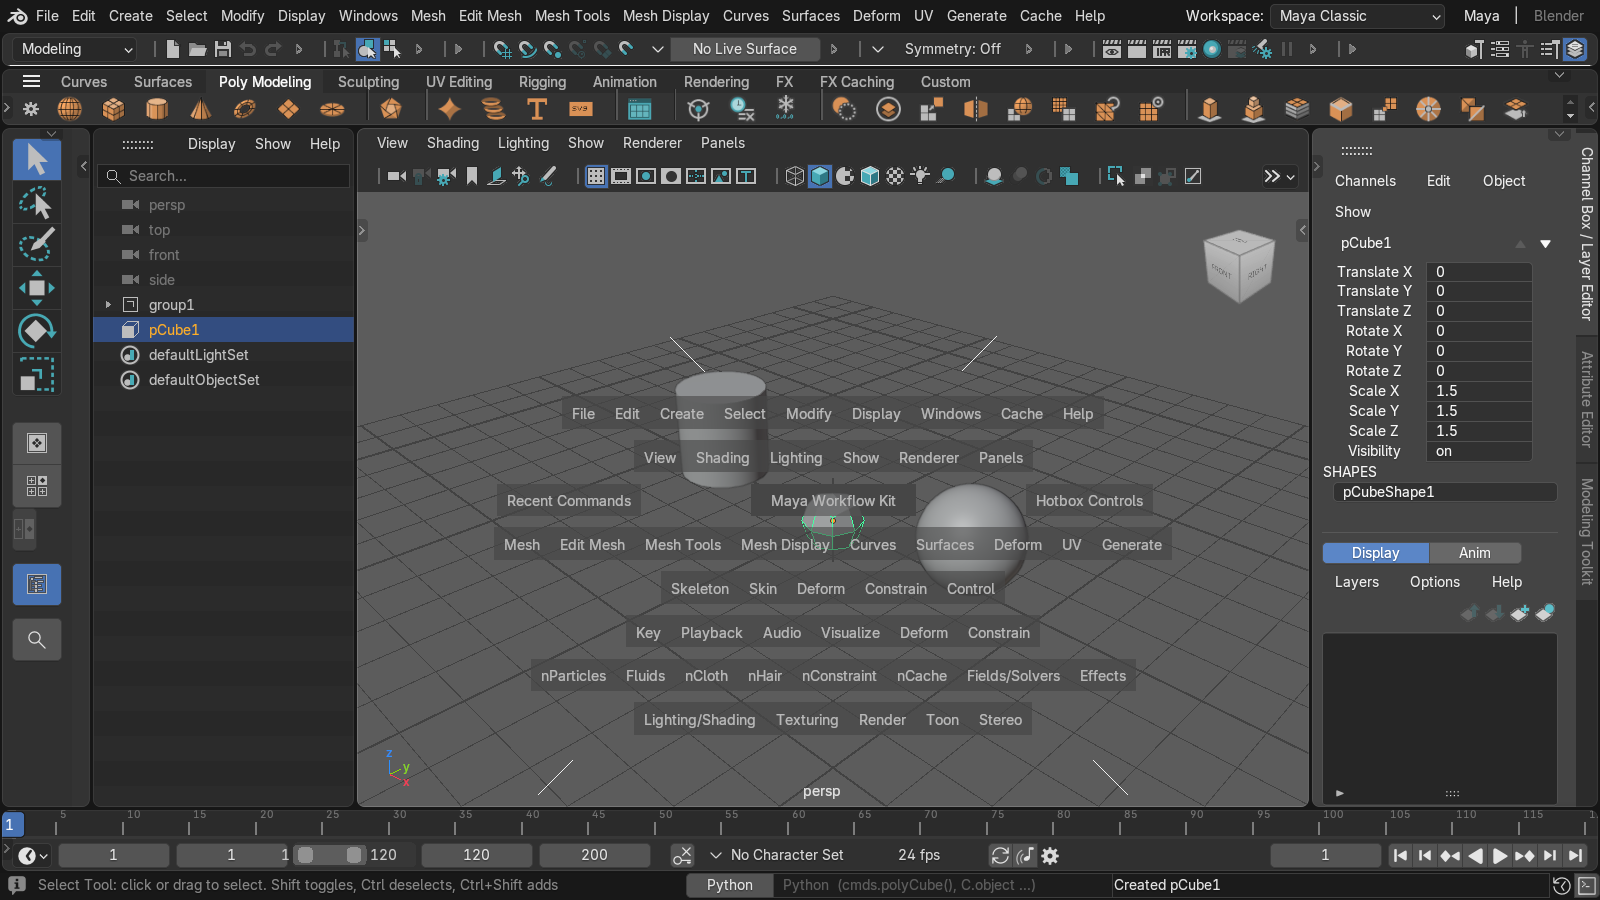 File Edit Create Select Modify Display Windows Mesh Edit Mesh Mesh Tools Mesh Display Curves Surfaces Deform UV Generate Cache Help Workspace: Maya Classic Maya | Blender
Modeling No Live Surface Symmetry: Off
Curves Surfaces Poly Modeling Sculpting UV Editing Rigging Animation Rendering FX FX Caching Custom
T SVG
Display Show Help
Search...
persp
top
front
side
group1
pCube1
defaultLightSet
defaultObjectSet
View Shading Lighting Show Renderer Panels
FRONT RIGHT
File Edit Create Select Modify Display Windows Cache Help
View Shading Lighting Show Renderer Panels
Recent Commands Maya Workflow Kit Hotbox Controls
Mesh Edit Mesh Mesh Tools Mesh Display Curves Surfaces Deform UV Generate
Skeleton Skin Deform Constrain Control
Key Playback Audio Visualize Deform Constrain
nParticles Fluids nCloth nHair nConstraint nCache Fields/Solvers Effects
Lighting/Shading Texturing Render Toon Stereo
z
y
x
persp
Channels Edit Object
Show
pCube1
Translate X 0
Translate Y 0
Translate Z 0
Rotate X 0
Rotate Y 0
Rotate Z 0
Scale X 1.5
Scale Y 1.5
Scale Z 1.5
Visibility on
SHAPES
pCubeShape1
Display Anim
Layers Options Help
Channel Box / Layer Editor
Attribute Editor
Modeling Toolkit
1 5 10 15 20 25 30 35 40 45 50 55 60 65 70 75 80 85 90 95 100 105 110 115 1
1 1 1 120 120 200 No Character Set 24 fps 1
Select Tool: click or drag to select. Shift toggles, Ctrl deselects, Ctrl+Shift adds Python Python (cmds.polyCube(), C.object ...) Created pCube1